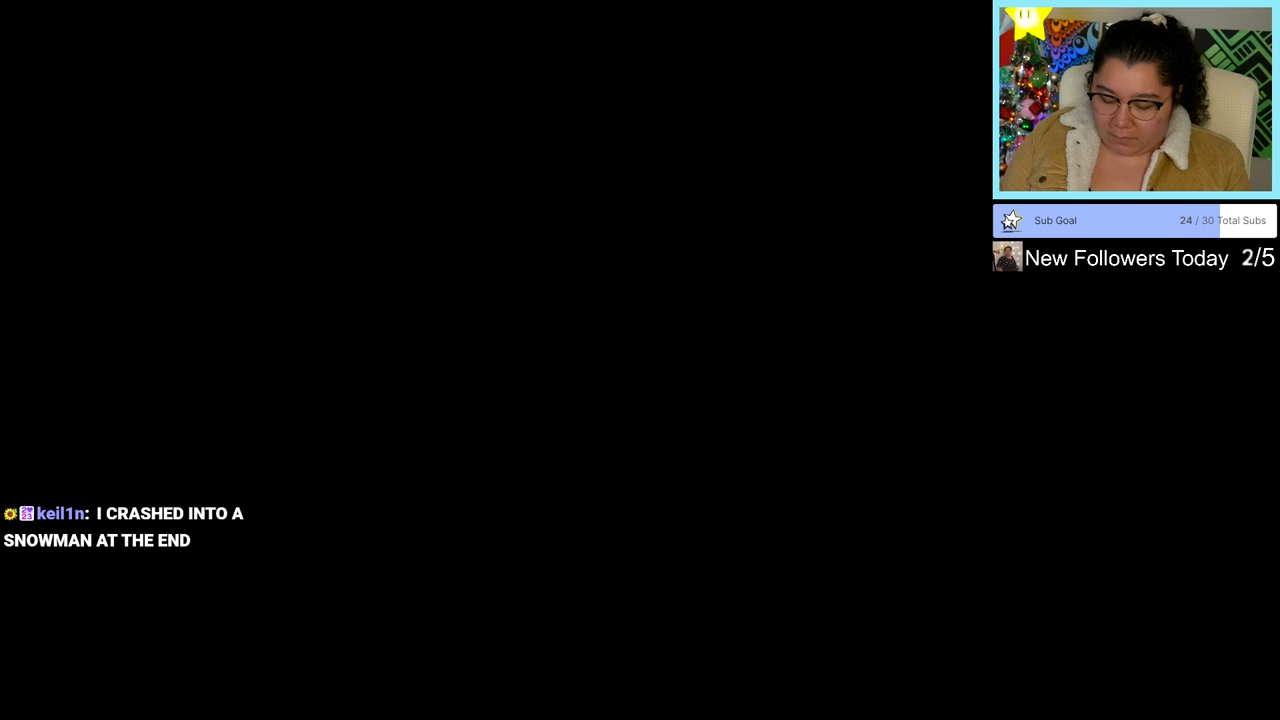 Sub Goal
24 / 30 Total Subs
New Followers Today 2/5
keil1n: I CRASHED INTO A
SNOWMAN AT THE END